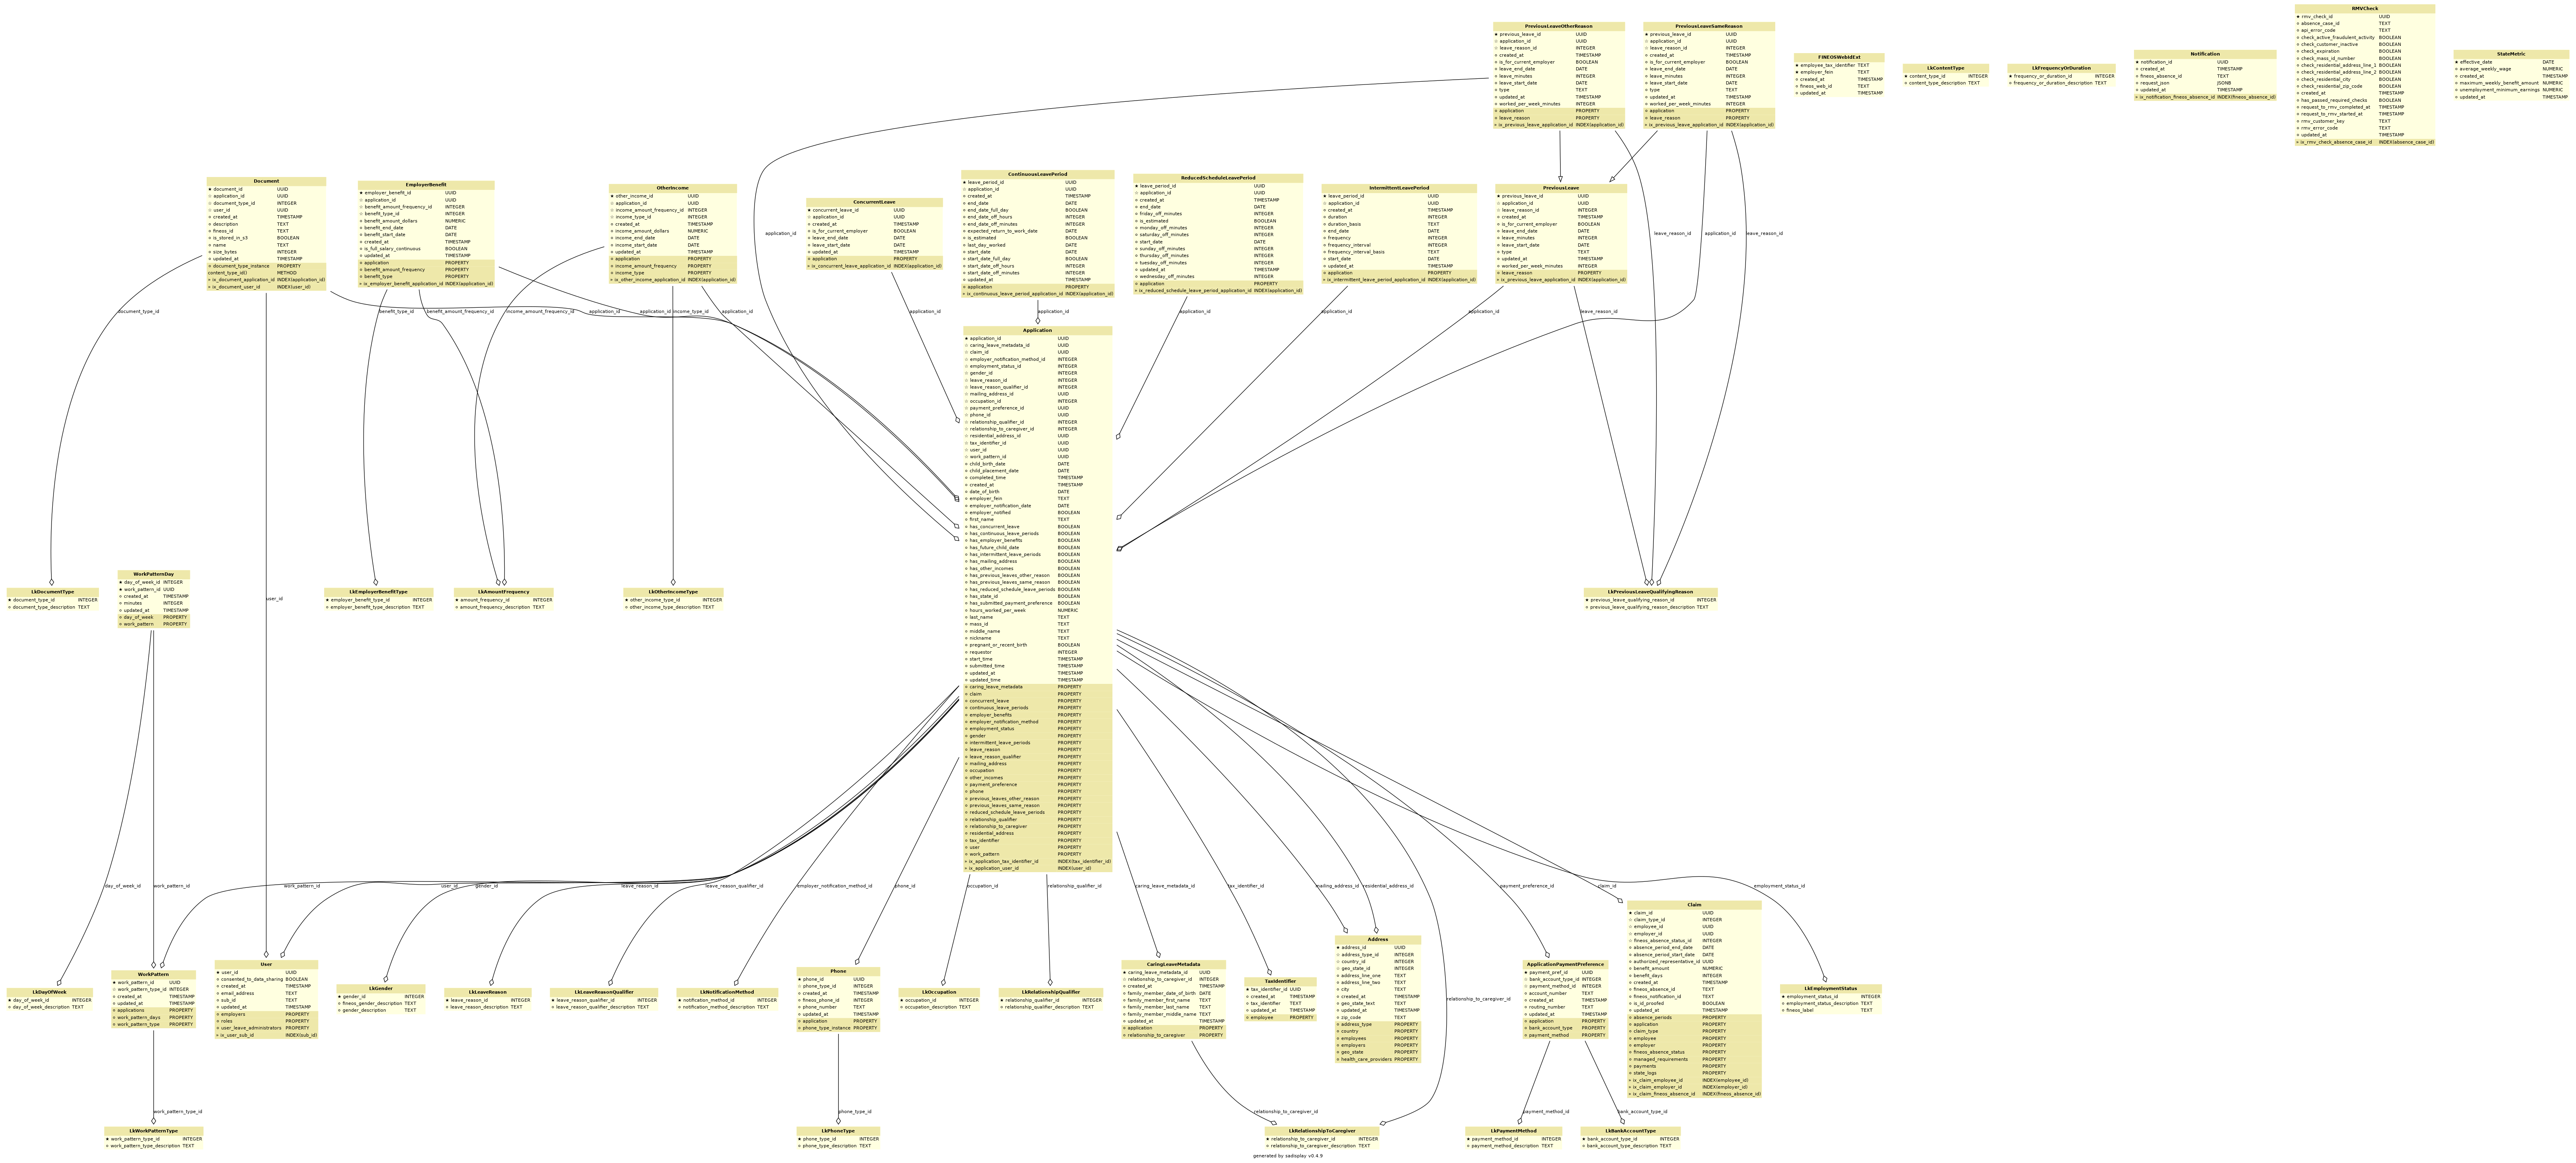 PreviousLeaveOtherReason
previous_leave_id UUID
application_id UUID
leave_reason_id INTEGER
created_at TIMESTAMP
is_for_current_employer BOOLEAN
leave_end_date DATE
leave_minutes INTEGER
leave_start_date DATE
type TEXT
updated_at TIMESTAMP
worked_per_week_minutes INTEGER
application PROPERTY
leave_reason PROPERTY
ix_previous_leave_application_id INDEX(application_id)
PreviousLeaveSameReason
previous_leave_id UUID
application_id UUID
leave_reason_id INTEGER
created_at TIMESTAMP
is_for_current_employer BOOLEAN
leave_end_date DATE
leave_minutes INTEGER
leave_start_date DATE
type TEXT
updated_at TIMESTAMP
worked_per_week_minutes INTEGER
application PROPERTY
leave_reason PROPERTY
ix_previous_leave_application_id INDEX(application_id)
FINEOSWebIdExt
employee_tax_identifier TEXT
employer_fein TEXT
created_at TIMESTAMP
fineos_web_id TEXT
updated_at TIMESTAMP
LkContentType
content_type_id INTEGER
content_type_description TEXT
LkFrequencyOrDuration
frequency_or_duration_id INTEGER
frequency_or_duration_description TEXT
Notification
notification_id UUID
created_at TIMESTAMP
fineos_absence_id TEXT
request_json JSONB
updated_at TIMESTAMP
ix_notification_fineos_absence_id INDEX(fineos_absence_id)
RMVCheck
rmv_check_id UUID
absence_case_id TEXT
api_error_code TEXT
check_active_fraudulent_activity BOOLEAN
check_customer_inactive BOOLEAN
check_expiration BOOLEAN
check_mass_id_number BOOLEAN
check_residential_address_line_1 BOOLEAN
check_residential_address_line_2 BOOLEAN
check_residential_city BOOLEAN
check_residential_zip_code BOOLEAN
created_at TIMESTAMP
has_passed_required_checks BOOLEAN
request_to_rmv_completed_at TIMESTAMP
request_to_rmv_started_at TIMESTAMP
rmv_customer_key TEXT
rmv_error_code TEXT
updated_at TIMESTAMP
ix_rmv_check_absence_case_id INDEX(absence_case_id)
StateMetric
effective_date DATE
average_weekly_wage NUMERIC
created_at TIMESTAMP
maximum_weekly_benefit_amount NUMERIC
unemployment_minimum_earnings NUMERIC
updated_at TIMESTAMP
Document
document_id UUID
application_id UUID
document_type_id INTEGER
user_id UUID
created_at TIMESTAMP
description TEXT
fineos_id TEXT
is_stored_in_s3 BOOLEAN
name TEXT
size_bytes INTEGER
updated_at TIMESTAMP
document_type_instance PROPERTY
content_type_id() METHOD
ix_document_application_id INDEX(application_id)
ix_document_user_id INDEX(user_id)
EmployerBenefit
employer_benefit_id UUID
application_id UUID
benefit_amount_frequency_id INTEGER
benefit_type_id INTEGER
benefit_amount_dollars NUMERIC
benefit_end_date DATE
benefit_start_date DATE
created_at TIMESTAMP
is_full_salary_continuous BOOLEAN
updated_at TIMESTAMP
application PROPERTY
benefit_amount_frequency PROPERTY
benefit_type PROPERTY
ix_employer_benefit_application_id INDEX(application_id)
OtherIncome
other_income_id UUID
application_id UUID
income_amount_frequency_id INTEGER
income_type_id INTEGER
created_at TIMESTAMP
income_amount_dollars NUMERIC
income_end_date DATE
income_start_date DATE
updated_at TIMESTAMP
application PROPERTY
income_amount_frequency PROPERTY
income_type PROPERTY
ix_other_income_application_id INDEX(application_id)
ConcurrentLeave
concurrent_leave_id UUID
application_id UUID
created_at TIMESTAMP
is_for_current_employer BOOLEAN
leave_end_date DATE
leave_start_date DATE
updated_at TIMESTAMP
application PROPERTY
ix_concurrent_leave_application_id INDEX(application_id)
ContinuousLeavePeriod
leave_period_id UUID
application_id UUID
created_at TIMESTAMP
end_date DATE
end_date_full_day BOOLEAN
end_date_off_hours INTEGER
end_date_off_minutes INTEGER
expected_return_to_work_date DATE
is_estimated BOOLEAN
last_day_worked DATE
start_date DATE
start_date_full_day BOOLEAN
start_date_off_hours INTEGER
start_date_off_minutes INTEGER
updated_at TIMESTAMP
application PROPERTY
ix_continuous_leave_period_application_id INDEX(application_id)
ReducedScheduleLeavePeriod
leave_period_id UUID
application_id UUID
created_at TIMESTAMP
end_date DATE
friday_off_minutes INTEGER
is_estimated BOOLEAN
monday_off_minutes INTEGER
saturday_off_minutes INTEGER
start_date DATE
sunday_off_minutes INTEGER
thursday_off_minutes INTEGER
tuesday_off_minutes INTEGER
updated_at TIMESTAMP
wednesday_off_minutes INTEGER
application PROPERTY
ix_reduced_schedule_leave_period_application_id INDEX(application_id)
IntermittentLeavePeriod
leave_period_id UUID
application_id UUID
created_at TIMESTAMP
duration INTEGER
duration_basis TEXT
end_date DATE
frequency INTEGER
frequency_interval INTEGER
frequency_interval_basis TEXT
start_date DATE
updated_at TIMESTAMP
application PROPERTY
ix_intermittent_leave_period_application_id INDEX(application_id)
PreviousLeave
previous_leave_id UUID
application_id UUID
leave_reason_id INTEGER
created_at TIMESTAMP
is_for_current_employer BOOLEAN
leave_end_date DATE
leave_minutes INTEGER
leave_start_date DATE
type TEXT
updated_at TIMESTAMP
worked_per_week_minutes INTEGER
leave_reason PROPERTY
ix_previous_leave_application_id INDEX(application_id)
application_id
leave_reason_id
application_id
leave_reason_id
document_type_id
benefit_type_id
benefit_amount_frequency_id
income_amount_frequency_id
application_id
application_id
income_type_id
application_id
application_id
application_id
application_id
application_id
application_id
leave_reason_id
Application
application_id UUID
caring_leave_metadata_id UUID
claim_id UUID
employer_notification_method_id INTEGER
employment_status_id INTEGER
gender_id INTEGER
leave_reason_id INTEGER
leave_reason_qualifier_id INTEGER
mailing_address_id UUID
occupation_id INTEGER
payment_preference_id UUID
phone_id UUID
relationship_qualifier_id INTEGER
relationship_to_caregiver_id INTEGER
residential_address_id UUID
tax_identifier_id UUID
user_id UUID
work_pattern_id UUID
child_birth_date DATE
child_placement_date DATE
completed_time TIMESTAMP
created_at TIMESTAMP
date_of_birth DATE
employer_fein TEXT
employer_notification_date DATE
employer_notified BOOLEAN
first_name TEXT
has_concurrent_leave BOOLEAN
has_continuous_leave_periods BOOLEAN
has_employer_benefits BOOLEAN
has_future_child_date BOOLEAN
has_intermittent_leave_periods BOOLEAN
has_mailing_address BOOLEAN
has_other_incomes BOOLEAN
has_previous_leaves_other_reason BOOLEAN
has_previous_leaves_same_reason BOOLEAN
has_reduced_schedule_leave_periods BOOLEAN
has_state_id BOOLEAN
has_submitted_payment_preference BOOLEAN
hours_worked_per_week NUMERIC
last_name TEXT
mass_id TEXT
middle_name TEXT
nickname TEXT
pregnant_or_recent_birth BOOLEAN
requestor INTEGER
start_time TIMESTAMP
submitted_time TIMESTAMP
updated_at TIMESTAMP
updated_time TIMESTAMP
caring_leave_metadata PROPERTY
claim PROPERTY
concurrent_leave PROPERTY
continuous_leave_periods PROPERTY
employer_benefits PROPERTY
employer_notification_method PROPERTY
employment_status PROPERTY
gender PROPERTY
intermittent_leave_periods PROPERTY
leave_reason PROPERTY
leave_reason_qualifier PROPERTY
mailing_address PROPERTY
occupation PROPERTY
other_incomes PROPERTY
payment_preference PROPERTY
phone PROPERTY
previous_leaves_other_reason PROPERTY
previous_leaves_same_reason PROPERTY
reduced_schedule_leave_periods PROPERTY
relationship_qualifier PROPERTY
relationship_to_caregiver PROPERTY
residential_address PROPERTY
tax_identifier PROPERTY
user PROPERTY
work_pattern PROPERTY
ix_application_tax_identifier_id INDEX(tax_identifier_id)
ix_application_user_id INDEX(user_id)
LkDocumentType
document_type_id INTEGER
document_type_description TEXT
WorkPatternDay
day_of_week_id INTEGER
work_pattern_id UUID
created_at TIMESTAMP
minutes INTEGER
updated_at TIMESTAMP
day_of_week PROPERTY
work_pattern PROPERTY
user_id
LkEmployerBenefitType
employer_benefit_type_id INTEGER
employer_benefit_type_description TEXT
LkAmountFrequency
amount_frequency_id INTEGER
amount_frequency_description TEXT
LkOtherIncomeType
other_income_type_id INTEGER
other_income_type_description TEXT
LkPreviousLeaveQualifyingReason
previous_leave_qualifying_reason_id INTEGER
previous_leave_qualifying_reason_description TEXT
day_of_week_id
work_pattern_id
work_pattern_id
user_id
gender_id
leave_reason_id
leave_reason_qualifier_id
employer_notification_method_id
phone_id
occupation_id
relationship_qualifier_id
caring_leave_metadata_id
tax_identifier_id
mailing_address_id
residential_address_id
payment_preference_id
claim_id
employment_status_id
relationship_to_caregiver_id
LkDayOfWeek
day_of_week_id INTEGER
day_of_week_description TEXT
WorkPattern
work_pattern_id UUID
work_pattern_type_id INTEGER
created_at TIMESTAMP
updated_at TIMESTAMP
applications PROPERTY
work_pattern_days PROPERTY
work_pattern_type PROPERTY
User
user_id UUID
consented_to_data_sharing BOOLEAN
created_at TIMESTAMP
email_address TEXT
sub_id TEXT
updated_at TIMESTAMP
employers PROPERTY
roles PROPERTY
user_leave_administrators PROPERTY
ix_user_sub_id INDEX(sub_id)
LkGender
gender_id INTEGER
fineos_gender_description TEXT
gender_description TEXT
LkLeaveReason
leave_reason_id INTEGER
leave_reason_description TEXT
LkLeaveReasonQualifier
leave_reason_qualifier_id INTEGER
leave_reason_qualifier_description TEXT
LkNotificationMethod
notification_method_id INTEGER
notification_method_description TEXT
Phone
phone_id UUID
phone_type_id INTEGER
created_at TIMESTAMP
fineos_phone_id INTEGER
phone_number TEXT
updated_at TIMESTAMP
application PROPERTY
phone_type_instance PROPERTY
LkOccupation
occupation_id INTEGER
occupation_description TEXT
LkRelationshipQualifier
relationship_qualifier_id INTEGER
relationship_qualifier_description TEXT
CaringLeaveMetadata
caring_leave_metadata_id UUID
relationship_to_caregiver_id INTEGER
created_at TIMESTAMP
family_member_date_of_birth DATE
family_member_first_name TEXT
family_member_last_name TEXT
family_member_middle_name TEXT
updated_at TIMESTAMP
application PROPERTY
relationship_to_caregiver PROPERTY
TaxIdentifier
tax_identifier_id UUID
created_at TIMESTAMP
tax_identifier TEXT
updated_at TIMESTAMP
employee PROPERTY
Address
address_id UUID
address_type_id INTEGER
country_id INTEGER
geo_state_id INTEGER
address_line_one TEXT
address_line_two TEXT
city TEXT
created_at TIMESTAMP
geo_state_text TEXT
updated_at TIMESTAMP
zip_code TEXT
address_type PROPERTY
country PROPERTY
employees PROPERTY
employers PROPERTY
geo_state PROPERTY
health_care_providers PROPERTY
ApplicationPaymentPreference
payment_pref_id UUID
bank_account_type_id INTEGER
payment_method_id INTEGER
account_number TEXT
created_at TIMESTAMP
routing_number TEXT
updated_at TIMESTAMP
application PROPERTY
bank_account_type PROPERTY
payment_method PROPERTY
Claim
claim_id UUID
claim_type_id INTEGER
employee_id UUID
employer_id UUID
fineos_absence_status_id INTEGER
absence_period_end_date DATE
absence_period_start_date DATE
authorized_representative_id UUID
benefit_amount NUMERIC
benefit_days INTEGER
created_at TIMESTAMP
fineos_absence_id TEXT
fineos_notification_id TEXT
is_id_proofed BOOLEAN
updated_at TIMESTAMP
absence_periods PROPERTY
application PROPERTY
claim_type PROPERTY
employee PROPERTY
employer PROPERTY
fineos_absence_status PROPERTY
managed_requirements PROPERTY
payments PROPERTY
state_logs PROPERTY
ix_claim_employee_id INDEX(employee_id)
ix_claim_employer_id INDEX(employer_id)
ix_claim_fineos_absence_id INDEX(fineos_absence_id)
LkEmploymentStatus
employment_status_id INTEGER
employment_status_description TEXT
fineos_label TEXT
work_pattern_type_id
phone_type_id
relationship_to_caregiver_id
payment_method_id
bank_account_type_id
LkWorkPatternType
work_pattern_type_id INTEGER
work_pattern_type_description TEXT
LkPhoneType
phone_type_id INTEGER
phone_type_description TEXT
LkRelationshipToCaregiver
relationship_to_caregiver_id INTEGER
relationship_to_caregiver_description TEXT
LkPaymentMethod
payment_method_id INTEGER
payment_method_description TEXT
LkBankAccountType
bank_account_type_id INTEGER
bank_account_type_description TEXT
generated by sadisplay v0.4.9